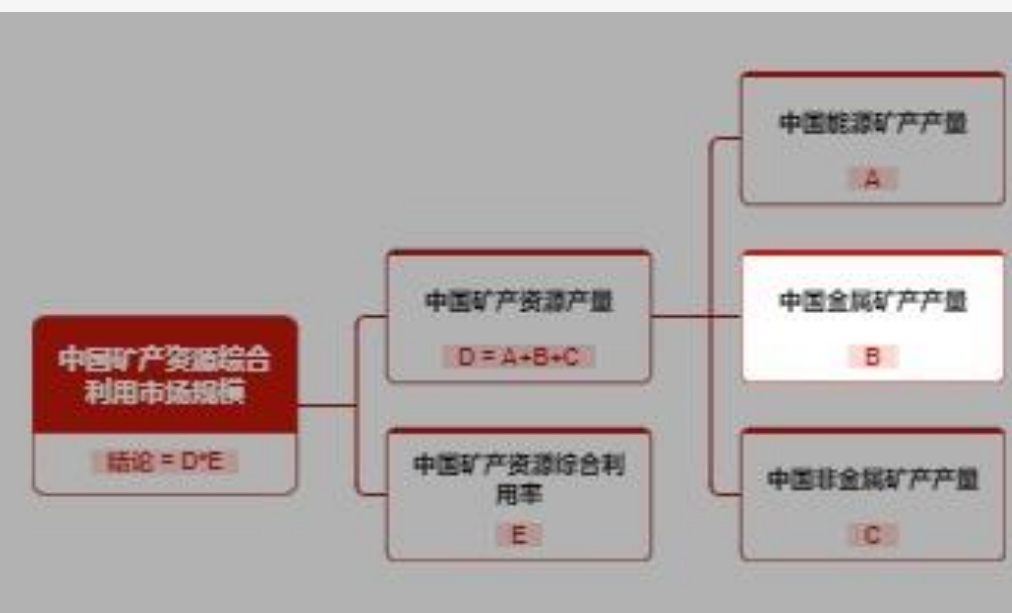 中国能源矿产产量
A
中国矿产资源产量
D = A+B+C
中国金属矿产产量
B
中国矿产资源综合
利用市场规模
结论 = D*E
中国矿产资源综合利
用率
E
中国非金属矿产产量
C